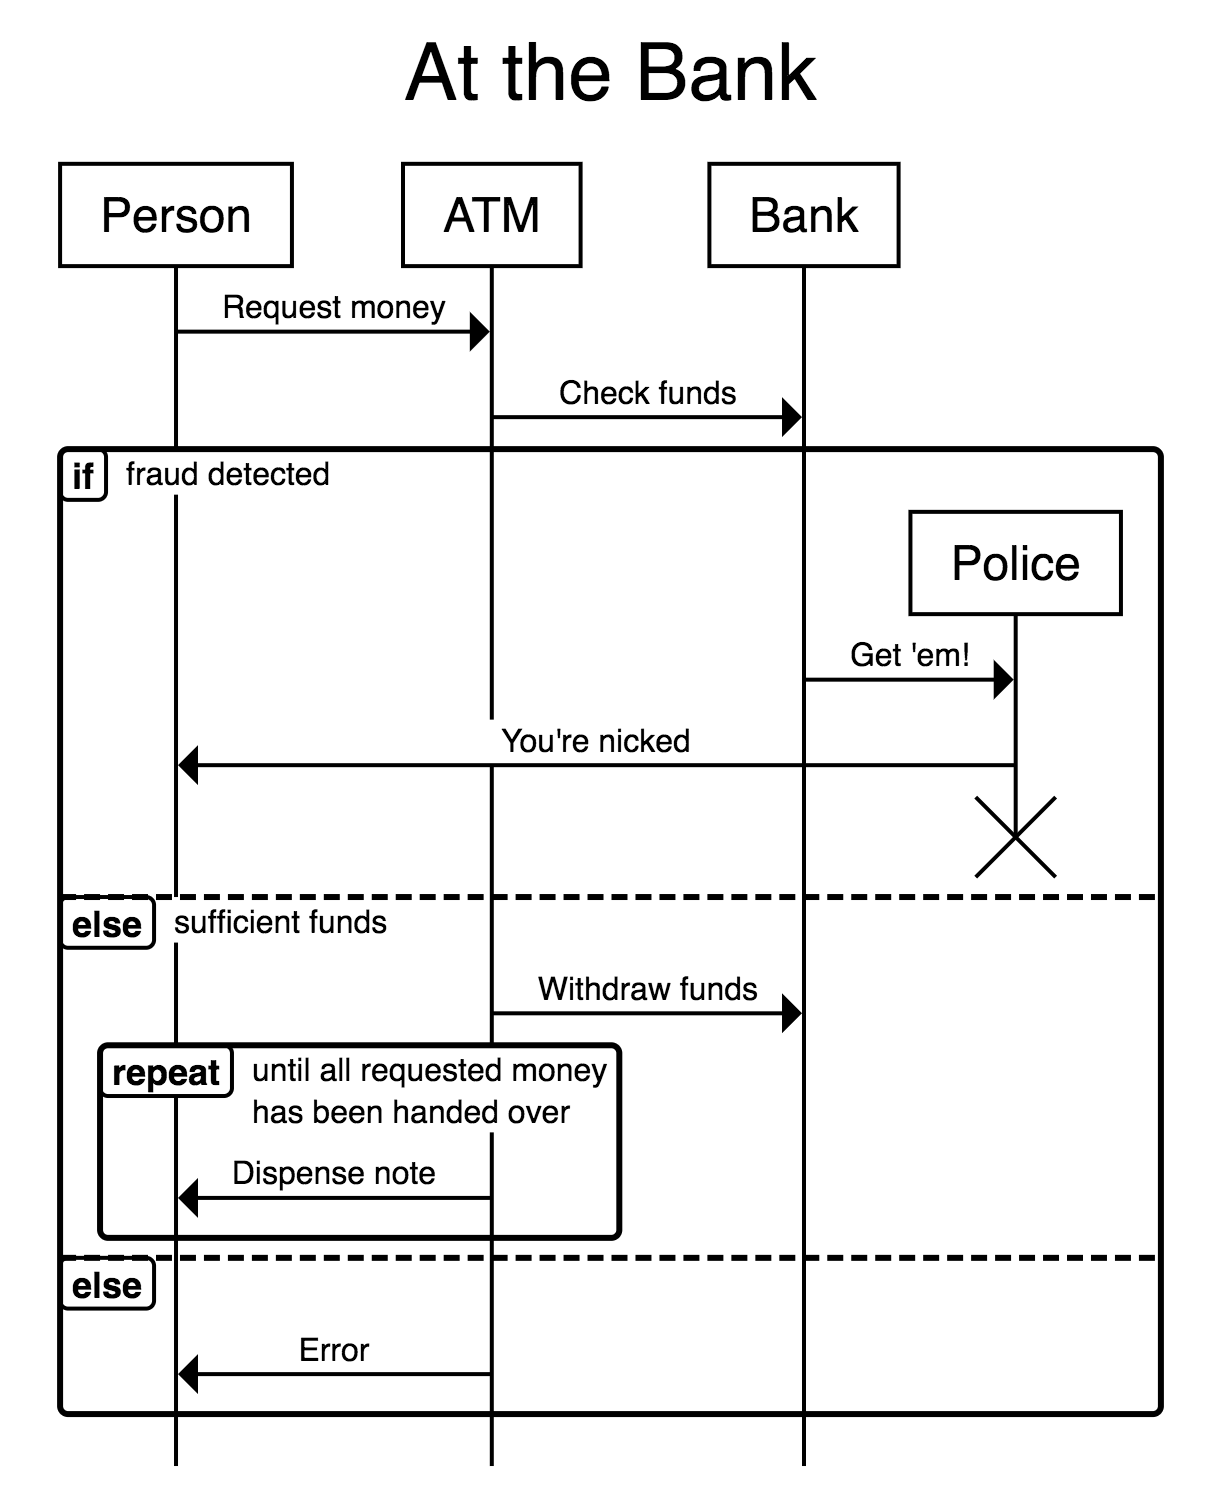 At the Bank
Person
ATM
Bank
Request money
Check funds
if
fraud detected
Police
Get 'em!
You're nicked
else
sufficient funds
Withdraw funds
repeat
until all requested money
has been handed over
Dispense note
else
Error